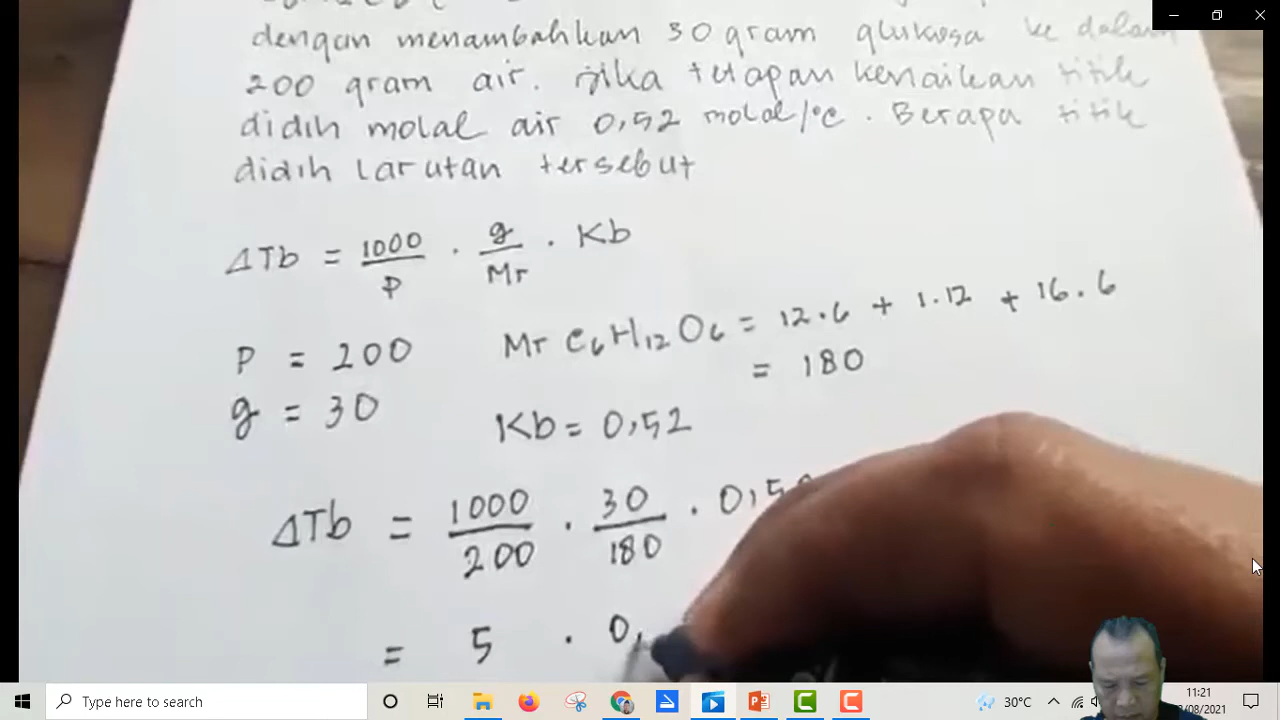 dengan menambahkan 30 gram glukosa ke dalam
200 gram air. jika tetapan kenaikan titik
didih molal air 0,52 molal/°C. Berapa titik
didih larutan tersebut
ΔTb = 1000/P . g/Mr . Kb
P = 200
Mr C6H12O6 = 12.6 + 1.12 + 16.6
= 180
g = 30
Kb = 0,52
ΔTb = 1000/200 . 30/180 . 0,5
= 5 . 0,
Type here to search
30°C
11:21